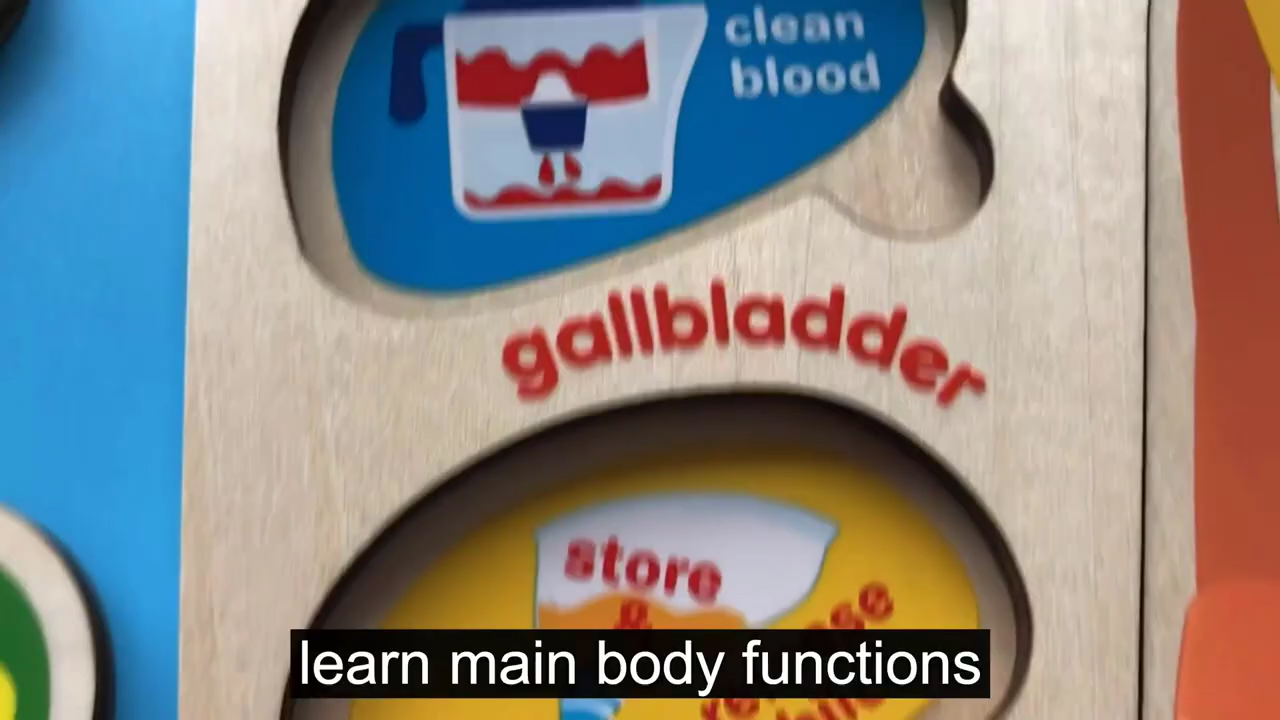 clean
blood
gallbladder
store
&
learn main body functions